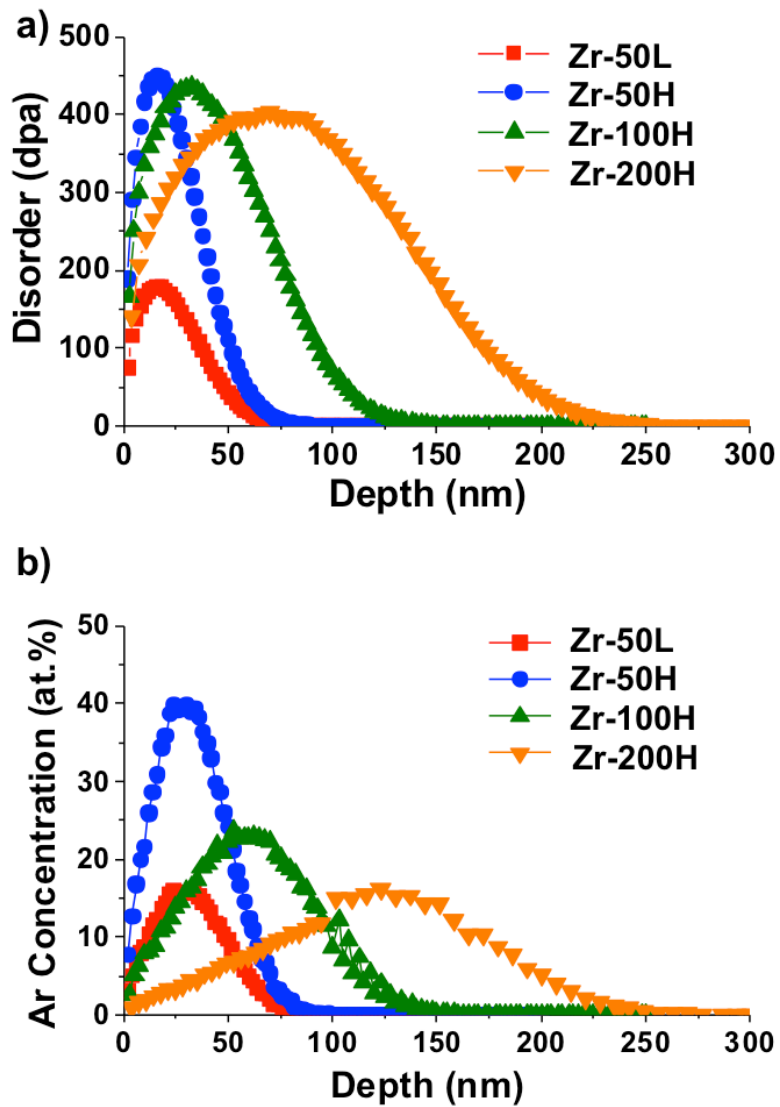 a)
500
400
300
200
100
0
Disorder (dpa)
Zr-50L
Zr-50H
Zr-100H
Zr-200H
0 50 100 150 200 250 300
Depth (nm)
b)
50
40
30
20
10
0
Ar Concentration (at.%)
Zr-50L
Zr-50H
Zr-100H
Zr-200H
0 50 100 150 200 250 300
Depth (nm)